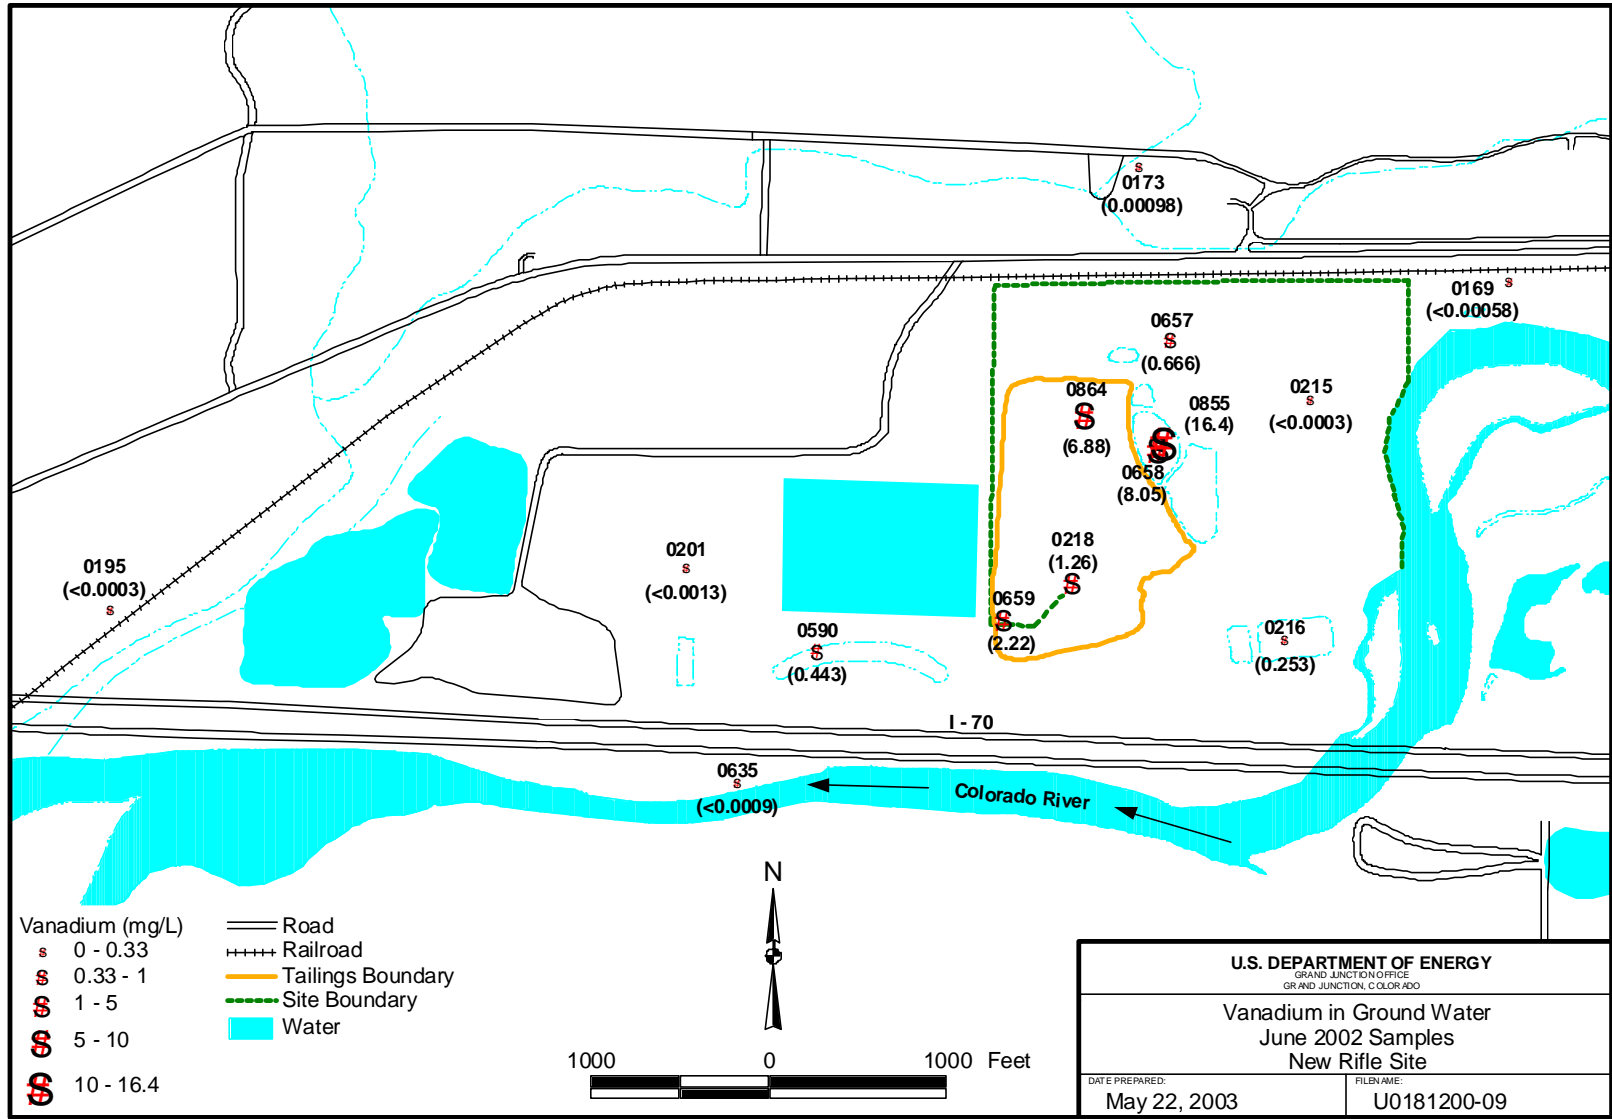 0173
(0.00098)
0169
(<0.00058)
0657
(0.666)
0864
(6.88)
0855
(16.4)
0215
(<0.0003)
0658
(8.05)
0195
(<0.0003)
0201
(<0.0013)
0218
(1.26)
0659
(2.22)
0590
(0.443)
0216
(0.253)
I - 70
0635
(<0.0009)
Colorado River
N
Vanadium (mg/L)
0 - 0.33
0.33 - 1
1 - 5
5 - 10
10 - 16.4
Road
Railroad
Tailings Boundary
Site Boundary
Water
1000 0 1000 Feet
U.S. DEPARTMENT OF ENERGY
GRAND JUNCTION OFFICE
GRAND JUNCTION, COLORADO
Vanadium in Ground Water
June 2002 Samples
New Rifle Site
DATE PREPARED:
May 22, 2003
FILENAME:
U0181200-09